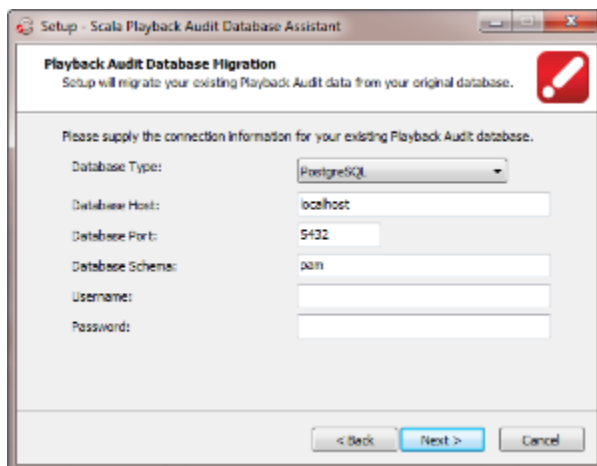 Setup - Scala Playback Audit Database Assistant
Playback Audit Database Migration
Setup will migrate your existing Playback Audit data from your original database.
Please supply the connection information for your existing Playback Audit database.
Database Type:
PostgreSQL
Database Host:
localhost
Database Port:
5432
Database Schema:
pam
Username:
Password:
< Back
Next >
Cancel